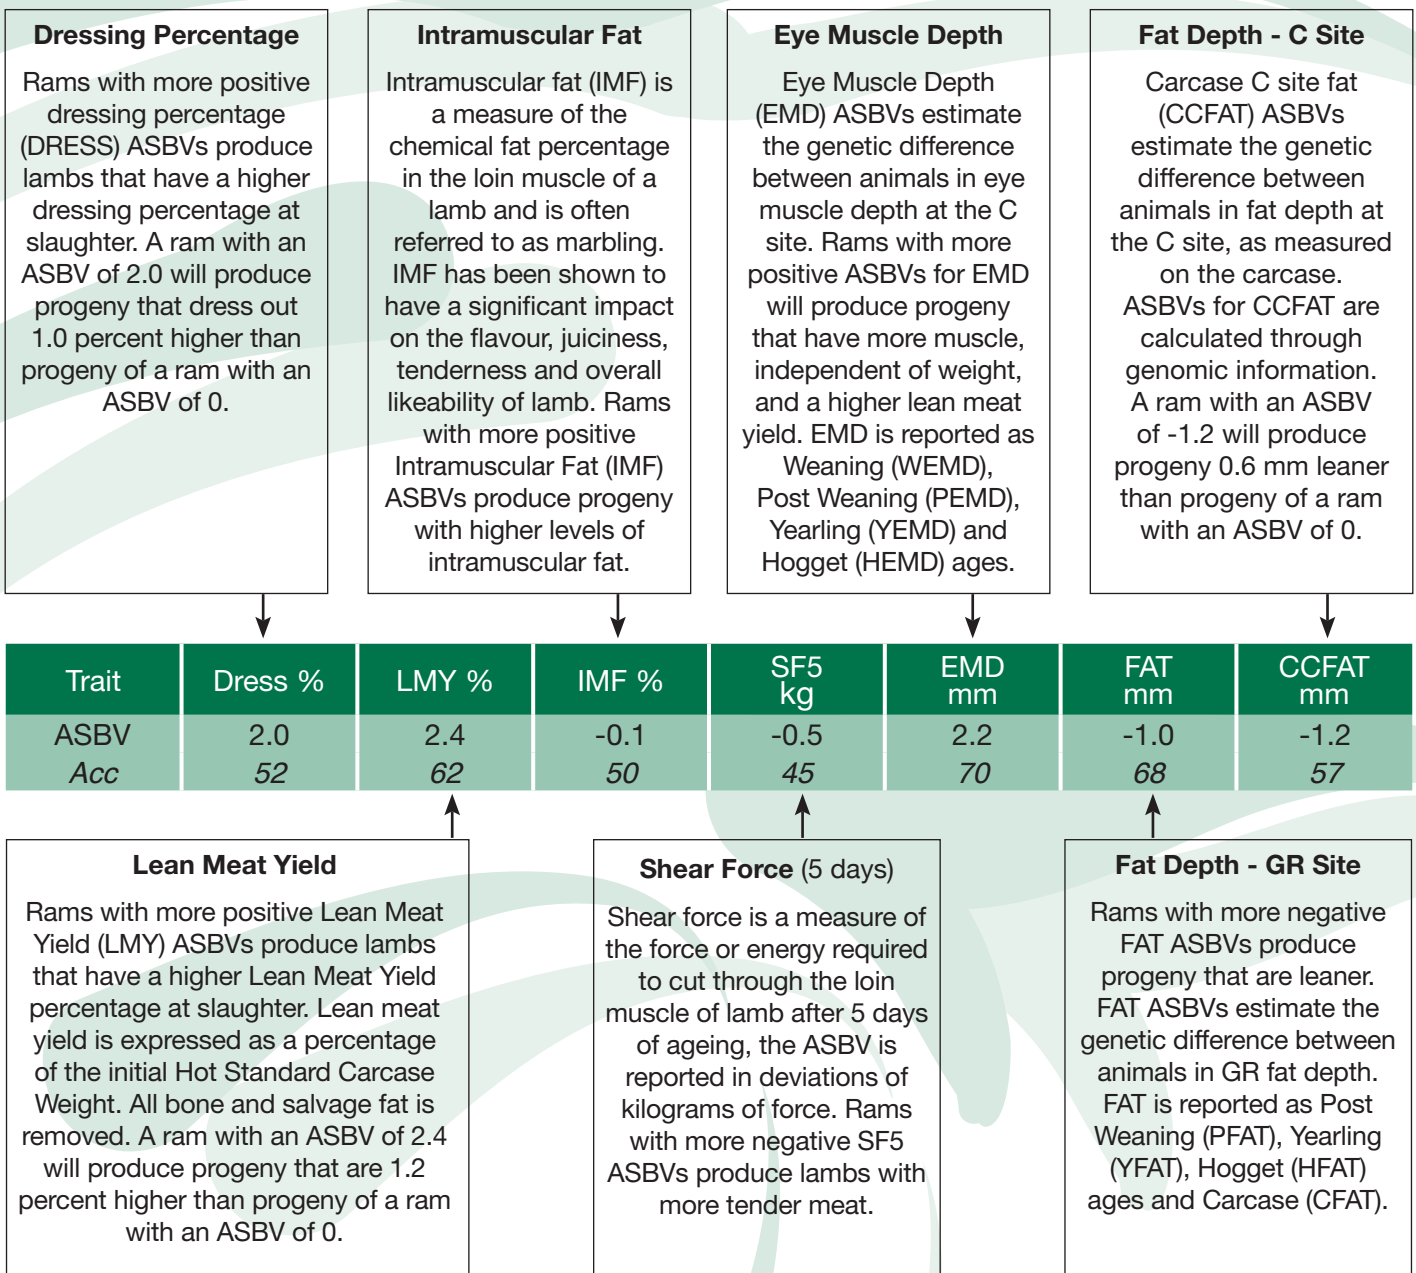 Dressing Percentage
Rams with more positive
dressing percentage
(DRESS) ASBVs produce
lambs that have a higher
dressing percentage at
slaughter. A ram with an
ASBV of 2.0 will produce
progeny that dress out
1.0 percent higher than
progeny of a ram with an
ASBV of 0.
Intramuscular Fat
Intramuscular fat (IMF) is
a measure of the
chemical fat percentage
in the loin muscle of a
lamb and is often
referred to as marbling.
IMF has been shown to
have a significant impact
on the flavour, juiciness,
tenderness and overall
likeability of lamb. Rams
with more positive
Intramuscular Fat (IMF)
ASBVs produce progeny
with higher levels of
intramuscular fat.
Eye Muscle Depth
Eye Muscle Depth
(EMD) ASBVs estimate
the genetic difference
between animals in eye
muscle depth at the C
site. Rams with more
positive ASBVs for EMD
will produce progeny
that have more muscle,
independent of weight,
and a higher lean meat
yield. EMD is reported as
Weaning (WEMD),
Post Weaning (PEMD),
Yearling (YEMD) and
Hogget (HEMD) ages.
Fat Depth - C Site
Carcase C site fat
(CCFAT) ASBVs
estimate the genetic
difference between
animals in fat depth at
the C site, as measured
on the carcase.
ASBVs for CCFAT are
calculated through
genomic information.
A ram with an ASBV
of -1.2 will produce
progeny 0.6 mm leaner
than progeny of a ram
with an ASBV of 0.
Trait Dress % LMY % IMF % SF5 kg EMD mm FAT mm CCFAT mm
ASBV 2.0 2.4 -0.1 -0.5 2.2 -1.0 -1.2
Acc 52 62 50 45 70 68 57
Lean Meat Yield
Rams with more positive Lean Meat
Yield (LMY) ASBVs produce lambs
that have a higher Lean Meat Yield
percentage at slaughter. Lean meat
yield is expressed as a percentage
of the initial Hot Standard Carcase
Weight. All bone and salvage fat is
removed. A ram with an ASBV of 2.4
will produce progeny that are 1.2
percent higher than progeny of a ram
with an ASBV of 0.
Shear Force (5 days)
Shear force is a measure of
the force or energy required
to cut through the loin
muscle of lamb after 5 days
of ageing, the ASBV is
reported in deviations of
kilograms of force. Rams
with more negative SF5
ASBVs produce lambs with
more tender meat.
Fat Depth - GR Site
Rams with more negative
FAT ASBVs produce
progeny that are leaner.
FAT ASBVs estimate the
genetic difference between
animals in GR fat depth.
FAT is reported as Post
Weaning (PFAT), Yearling
(YFAT), Hogget (HFAT)
ages and Carcase (CFAT).